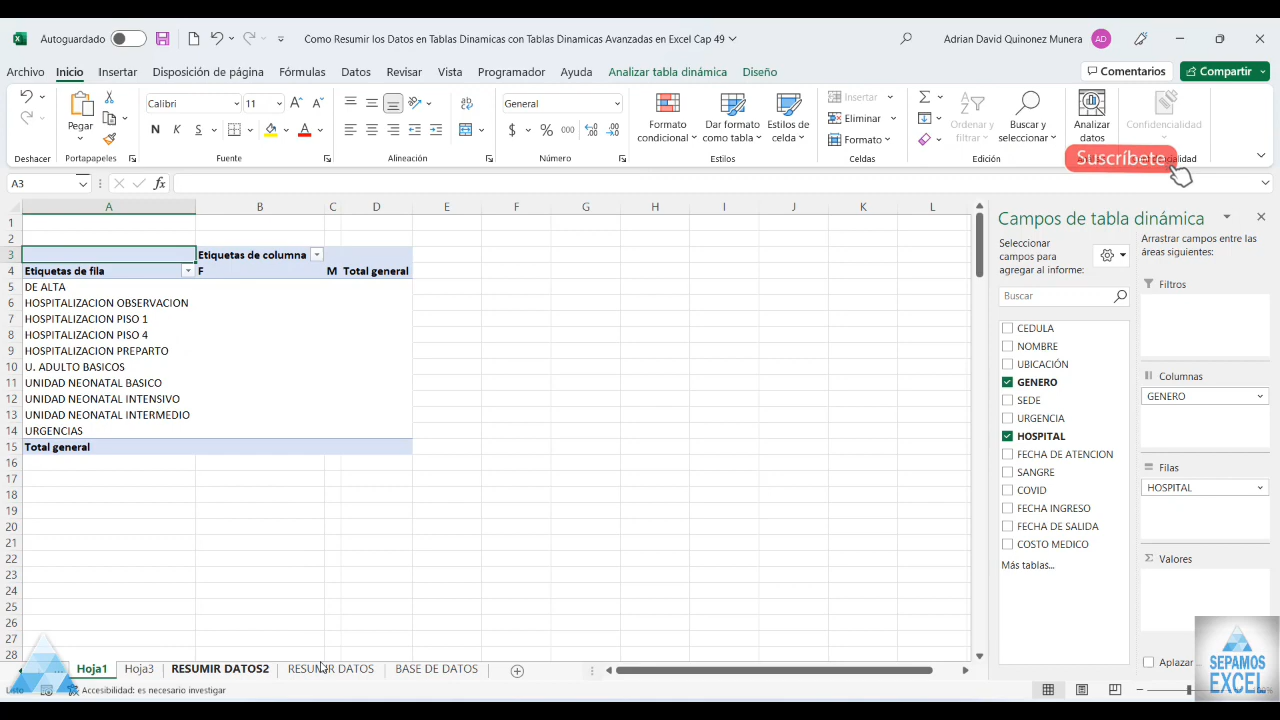 Autoguardado
Como Resumir los Datos en Tablas Dinamicas con Tablas Dinamicas Avanzadas en Excel Cap 49
Adrian David Quinonez Munera AD
Archivo Inicio Insertar Disposición de página Fórmulas Datos Revisar Vista
Ayuda Analizar tabla dinámica Diseño
Comentarios Compartir
Pegar
Calibri 11
N K S
General
$ % 000
Formato condicional
Dar formato como tabla
Estilos de celda
Insertar
Eliminar
Formato
Ordenar y filtrar
Buscar y seleccionar
Analizar datos
Confidencialidad
Deshacer Portapapeles Fuente Alineación Número Estilos Celdas Edición
Suscríbete
A3 fx
A B C D E F G H I J K L
1
2
3 Etiquetas de columna
4 Etiquetas de fila F M Total general
5 DE ALTA
6 HOSPITALIZACION OBSERVACION
7 HOSPITALIZACION PISO 1
8 HOSPITALIZACION PISO 4
9 HOSPITALIZACION PREPARTO
10 U. ADULTO BASICOS
11 UNIDAD NEONATAL BASICO
12 UNIDAD NEONATAL INTENSIVO
13 UNIDAD NEONATAL INTERMEDIO
14 URGENCIAS
15 Total general
16
17
18
19
20
21
22
23
24
25
26
27
28
Campos de tabla dinámica
Seleccionar campos para agregar al informe:
Buscar
CEDULA
NOMBRE
UBICACIÓN
GENERO
SEDE
URGENCIA
HOSPITAL
FECHA DE ATENCION
SANGRE
COVID
FECHA INGRESO
FECHA DE SALIDA
COSTO MEDICO
Más tablas...
Arrastrar campos entre las áreas siguientes:
Filtros
Columnas
GENERO
Filas
HOSPITAL
Σ Valores
Aplazar
... Hoja1 Hoja3 RESUMIR DATOS2 RESUMIR DATOS BASE DE DATOS
Listo Accesibilidad: es necesario investigar
SEPAMOS
EXCEL